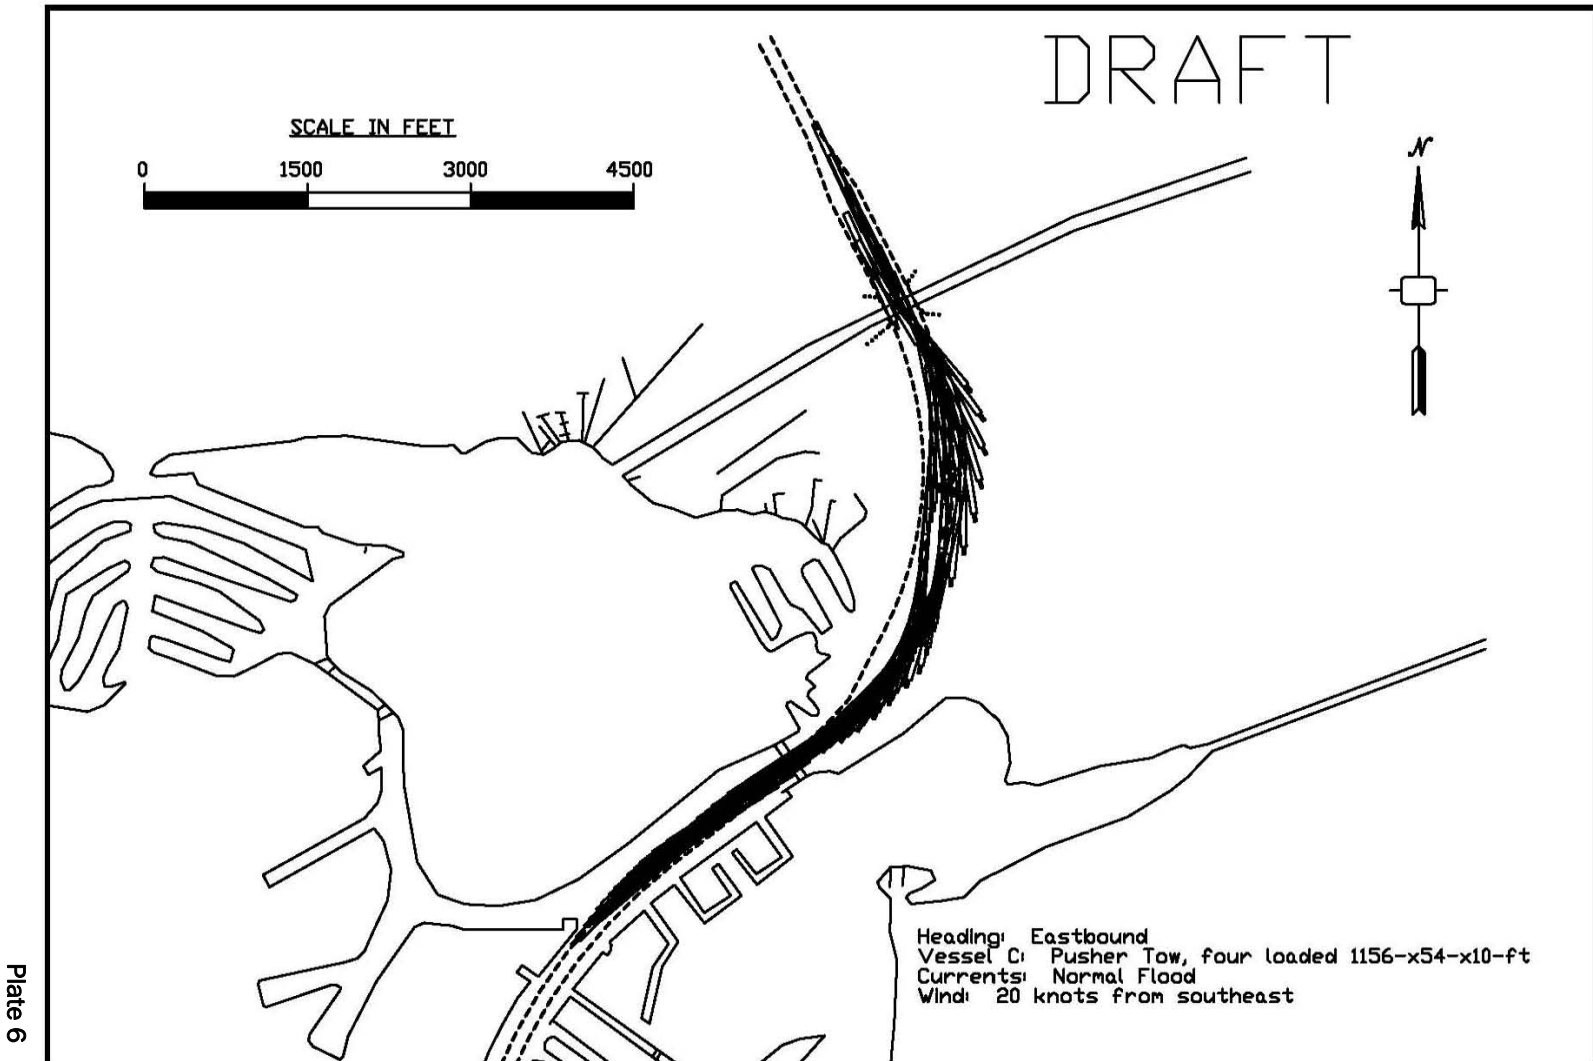 DRAFT
SCALE IN FEET
0 1500 3000 4500
N
Heading: Eastbound
Vessel C: Pusher Tow, four loaded 1156-x54-x10-ft
Currents: Normal Flood
Wind: 20 knots from southeast
Plate 6